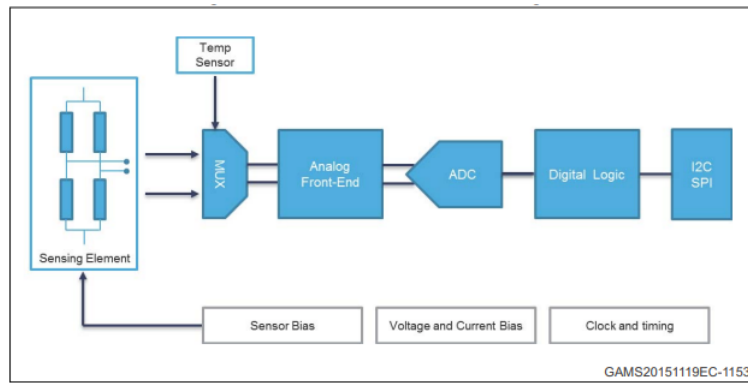 Temp
Sensor
MUX
Analog
Front-End
ADC
Digital Logic
I2C
SPI
Sensing Element
Sensor Bias
Voltage and Current Bias
Clock and timing
GAMS20151119EC-1153